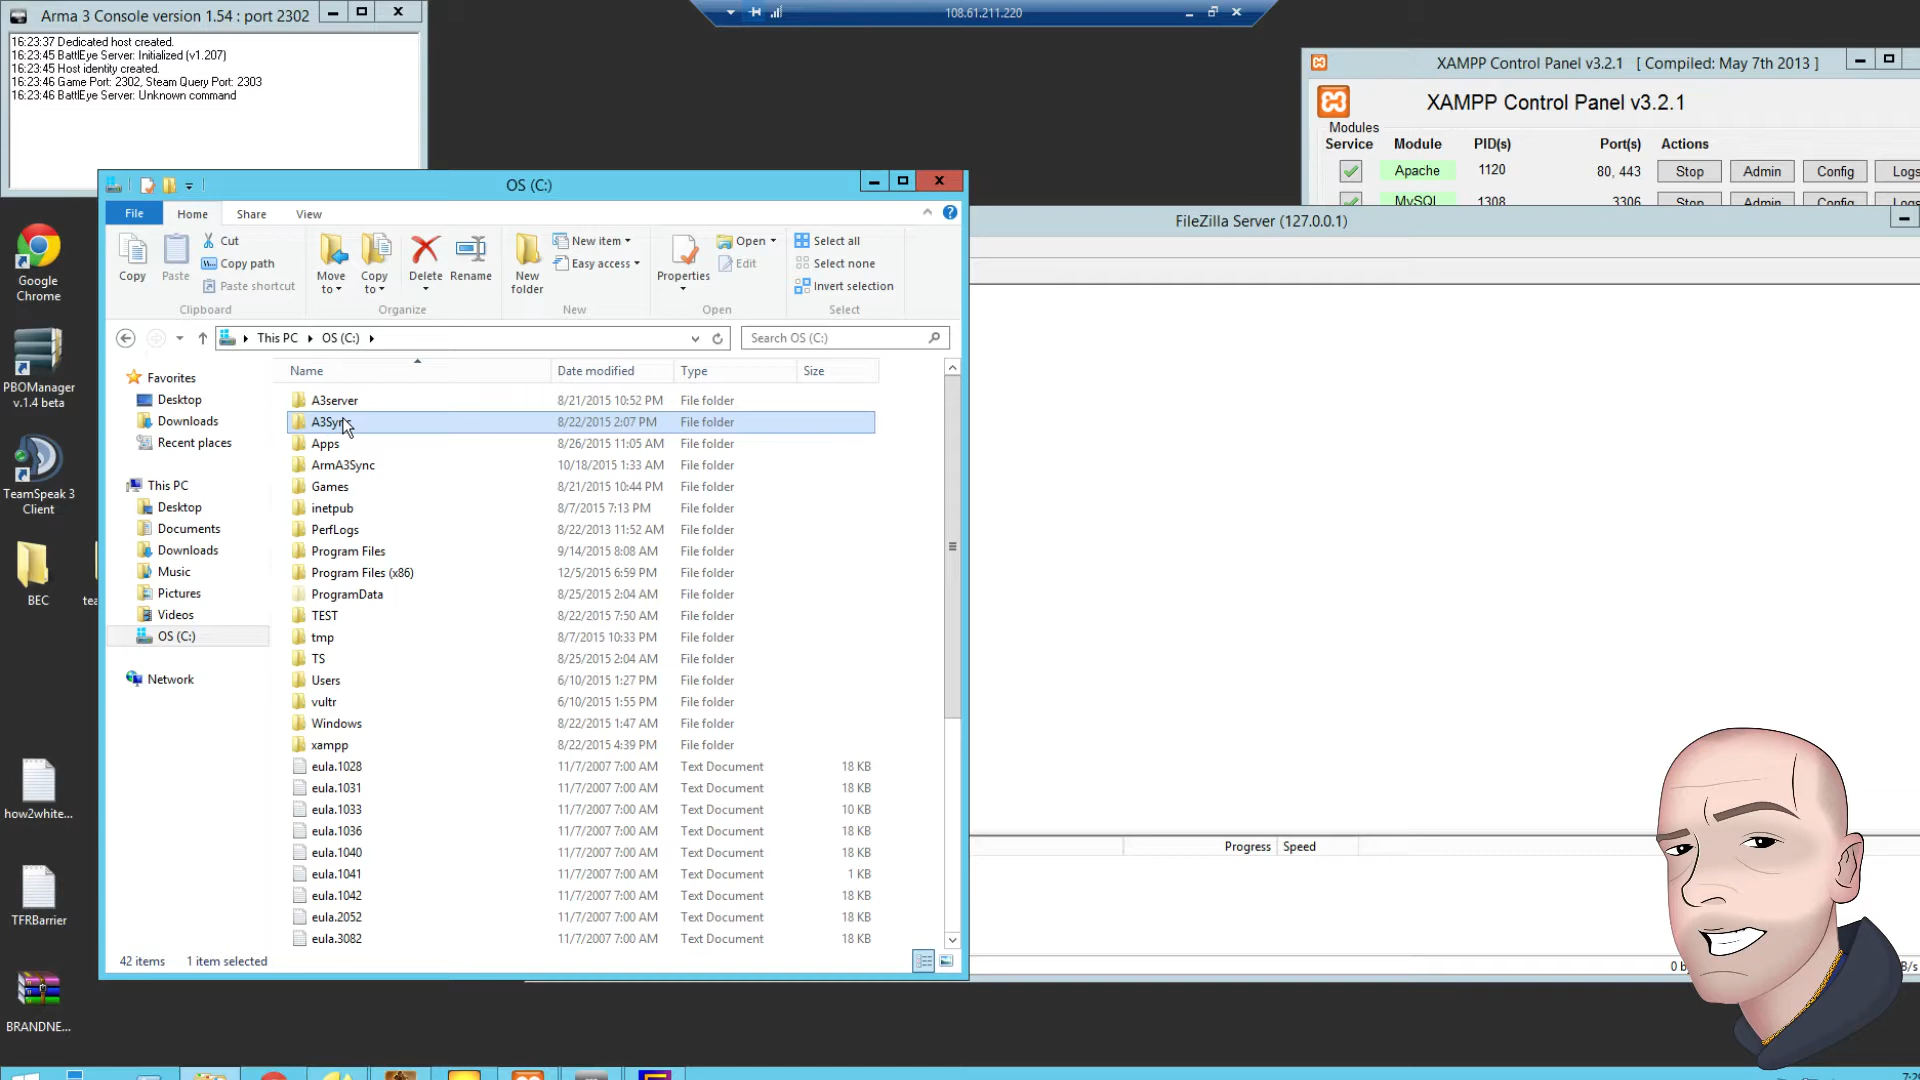 Arma 3 Console version 1.54 : port 2302
16:23:37 Dedicated host created.
16:23:45 BattlEye Server: Initialized (v1.207)
16:23:45 Host identity created.
16:23:46 Game Port: 2302, Steam Query Port: 2303
16:23:46 BattlEye Server: Unknown command
108.61.211.220
XAMPP Control Panel v3.2.1 [ Compiled: May 7th 2013 ]
XAMPP Control Panel v3.2.1
Modules
Service Module PID(s) Port(s) Actions
Apache 1120 80, 443 Stop Admin Config Logs
MySQL 1308 3306 Stop Admin Config Logs
FileZilla Server (127.0.0.1)
Progress Speed
OS (C:)
File Home Share View
Copy Paste Cut Copy path Paste shortcut
Clipboard
Move to Copy to Delete Rename
Organize
New folder New item Easy access
New
Properties Open Edit
Open
Select all Select none Invert selection
Select
This PC OS (C:) Search OS (C:)
Name Date modified Type Size
Favorites
Desktop
Downloads
Recent places
This PC
Desktop
Documents
Downloads
Music
Pictures
Videos
OS (C:)
Network
A3server 8/21/2015 10:52 PM File folder
A3Sync 8/22/2015 2:07 PM File folder
Apps 8/26/2015 11:05 AM File folder
ArmA3Sync 10/18/2015 1:33 AM File folder
Games 8/21/2015 10:44 PM File folder
inetpub 8/7/2015 7:13 PM File folder
PerfLogs 8/22/2013 11:52 AM File folder
Program Files 9/14/2015 8:08 AM File folder
Program Files (x86) 12/5/2015 6:59 PM File folder
ProgramData 8/25/2015 2:04 AM File folder
TEST 8/22/2015 7:50 AM File folder
tmp 8/7/2015 10:33 PM File folder
TS 8/25/2015 2:04 AM File folder
Users 6/10/2015 1:27 PM File folder
vultr 6/10/2015 1:55 PM File folder
Windows 8/22/2015 1:47 AM File folder
xampp 8/22/2015 4:39 PM File folder
eula.1028 11/7/2007 7:00 AM Text Document 18 KB
eula.1031 11/7/2007 7:00 AM Text Document 18 KB
eula.1033 11/7/2007 7:00 AM Text Document 10 KB
eula.1036 11/7/2007 7:00 AM Text Document 18 KB
eula.1040 11/7/2007 7:00 AM Text Document 18 KB
eula.1041 11/7/2007 7:00 AM Text Document 1 KB
eula.1042 11/7/2007 7:00 AM Text Document 18 KB
eula.2052 11/7/2007 7:00 AM Text Document 18 KB
eula.3082 11/7/2007 7:00 AM Text Document 18 KB
42 items 1 item selected
Google Chrome
PBOManager v.1.4 beta
TeamSpeak 3 Client
BEC
how2white...
TFRBarrier
BRANDNE...